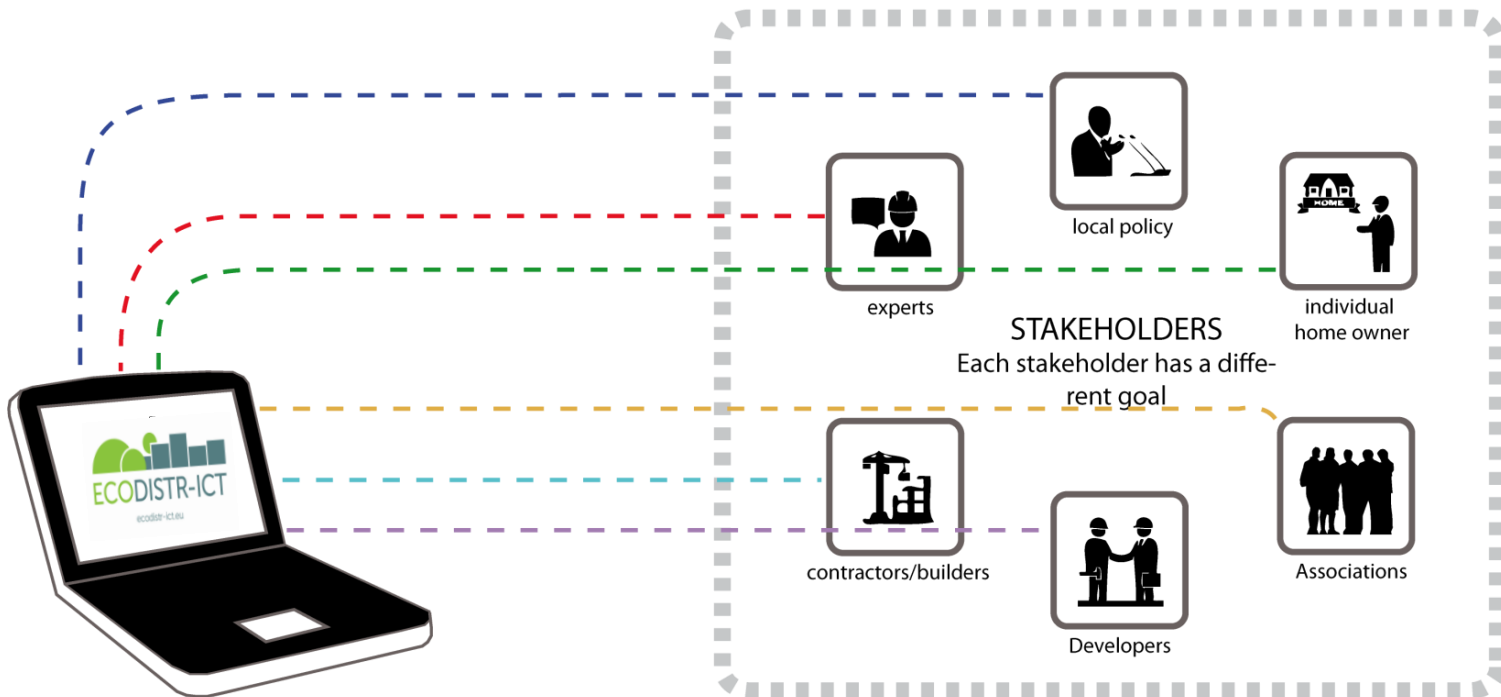 local policy
HOME
experts
individual
home owner
STAKEHOLDERS
Each stakeholder has a diffe-
rent goal
ECODISTR-ICT
ecodistr-ict.eu
contractors/builders
Associations
Developers